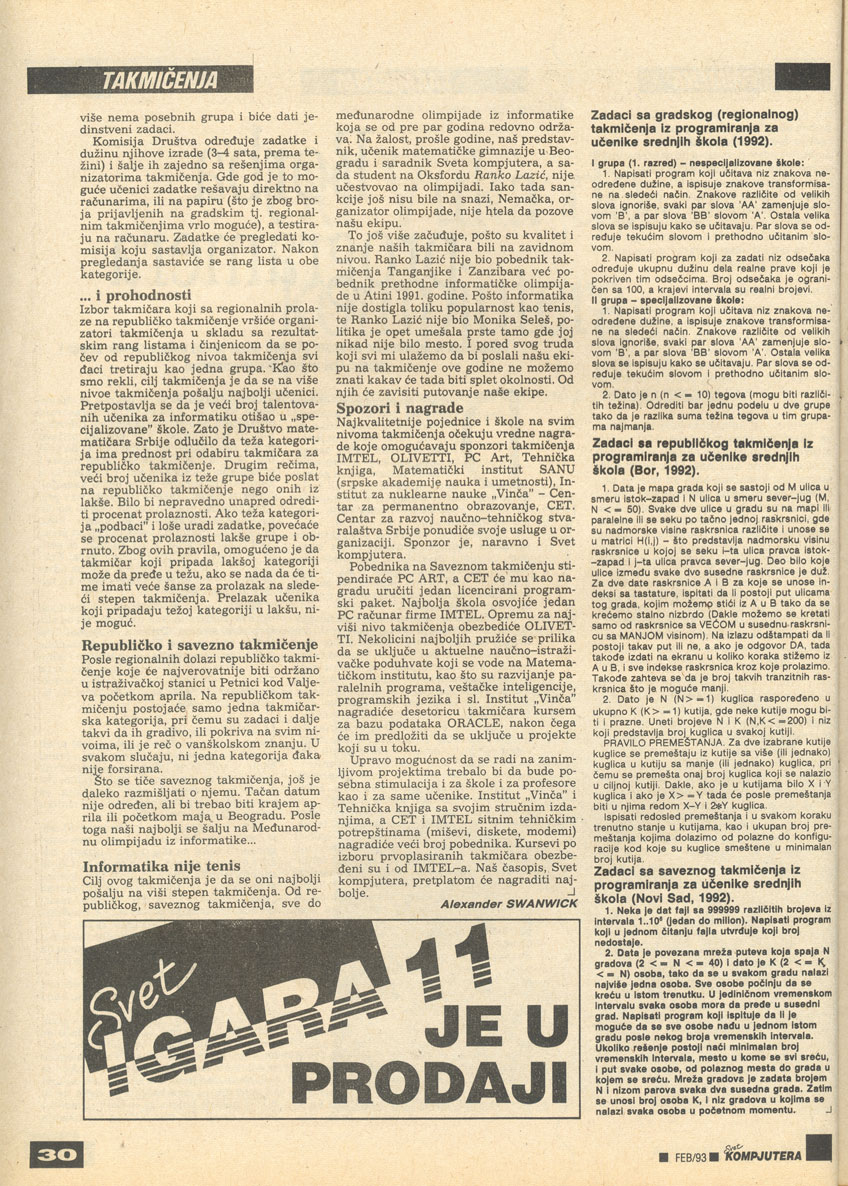 TAKMIČENJA
više nema posebnih grupa i biće dati je-
dinstveni zadaci.
Komisija Društva određuje zadatke i
dužinu njihove izrade (3–4 sata, prema te-
žini) i šalje ih zajedno sa rešenjima orga-
nizatorima takmičenja. Gde god je to mo-
guće učenici zadatke rešavaju direktno na
računarima, ili na papiru (što je zbog bro-
ja prijavljenih na gradskim tj. regional-
nim takmičenjima vrlo moguće), a testira-
ju na računaru. Zadatke će pregledati ko-
misija koju sastavlja organizator. Nakon
pregledanja sastaviće se rang lista u obe
kategorije.
... i prohodnosti
Izbor takmičara koji sa regionalnih prola-
ze na republičko takmičenje vršiće organi-
zatori takmičenja u skladu sa rezultat-
skim rang listama i činjenicom da se po-
čev od republičkog nivoa takmičenja svi
đaci tretiraju kao jedna grupa. Kao što
smo rekli, cilj takmičenja je da se na više
nivoe takmičenja pošalju najbolji učenici.
Pretpostavlja se da je veći broj talentova-
nih učenika za informatiku otišao u „spe-
cijalizovane" škole. Zato je Društvo mate-
matičara Srbije odlučilo da teža kategori-
ja ima prednost pri odabiru takmičara za
republičko takmičenje. Drugim rečima,
veći broj učenika iz teže grupe biće poslat
na republičko takmičenje nego onih iz
lakše. Bilo bi nepravedno unapred odredi-
ti procenat prolaznosti. Ako teža kategori-
ja „podbaci" i loše uradi zadatke, povećaće
se procenat prolaznosti lakše grupe i ob-
rnuto. Zbog ovih pravila, omogućeno je da
takmičar koji pripada lakšoj kategoriji
može da pređe u težu, ako se nada da će ti-
me imati veće šanse za prolazak na slede-
ći stepen takmičenja. Prelazak učenika
koji pripadaju težoj kategoriji u lakšu, ni-
je moguć.
Republičko i savezno takmičenje
Posle regionalnih dolazi republičko takmi-
čenje koje će najverovatnije biti održano
u istraživačkoj stanici u Petnici kod Valje-
va početkom aprila. Na republičkom tak-
mičenju postojaće samo jedna takmičar-
ska kategorija, pri čemu su zadaci i dalje
takvi da ih gradivo, ili pokriva na svim ni-
voima, ili je reč o vanškolskom znanju. U
svakom slučaju, ni jedna kategorija đaka
nije forsirana.
Što se tiče saveznog takmičenja, još je
daleko razmišljati o njemu. Tačan datum
nije određen, ali bi trebao biti krajem ap-
rila ili početkom maja u Beogradu. Posle
toga naši najbolji se šalju na Međunarod-
nu olimpijadu iz informatike...
Informatika nije tenis
Cilj ovog takmičenja je da se oni najbolji
pošalju na viši stepen takmičenja. Od re-
publičkog, saveznog takmičenja, sve do
međunarodne olimpijade iz informatike
koja se od pre par godina redovno održa-
va. Na žalost, prošle godine, naš predstav-
nik, učenik matematičke gimnazije u Beo-
gradu i saradnik Sveta kompjutera, a sa-
da student na Oksfordu Ranko Lazić, nije
učestvovao na olimpijadi. Iako tada san-
kcije još nisu bile na snazi, Nemačka, or-
ganizator olimpijade, nije htela da pozove
našu ekipu.
To još više začuđuje, pošto su kvalitet i
znanje naših takmičara bili na zavidnom
nivou. Ranko Lazić nije bio pobednik tak-
mičenja Tanganjike i Zanzibara već po-
bednik prethodne informatičke olimpija-
de u Atini 1991. godine. Pošto informatika
nije dostigla toliku popularnost kao tenis,
te Ranko Lazić nije bio Monika Seleš, po-
litika je opet umešala prste tamo gde joj
nikad nije bilo mesto. I pored svog truda
koji svi mi ulažemo da bi poslali našu eki-
pu na takmičenje ove godine ne možemo
znati kakav će tada biti splet okolnosti. Od
njih će zavisiti putovanje naše ekipe.
Spozori i nagrade
Najkvalitetnije pojednice i škole na svim
nivoma takmičenja očekuju vredne nagra-
de koje omogućavaju sponzori takmičenja
IMTEL, OLIVETTI, PC Art, Tehnička
knjiga, Matematički institut SANU
(srpske akademije nauka i umetnosti), In-
stitut za nuklearne nauke „Vinča" – Cen-
tar za permanentno obrazovanje, CET.
Centar za razvoj naučno–tehničkog stva-
ralaštva Srbije ponudiće svoje usluge u or-
ganizaciji. Sponzor je, naravno i Svet
kompjutera.
Pobednika na Saveznom takmičenju sti-
pendiraće PC ART, a CET će mu kao na-
gradu uručiti jedan licencirani program-
ski paket. Najbolja škola osvojiće jedan
PC računar firme IMTEL. Opremu za naj-
viši nivo takmičenja obezbediće OLIVET-
TI. Nekolicini najboljih pružiće se prilika
da se uključe u aktuelne naučno–istraži-
vačke poduhvate koji se vode na Matema-
tičkom institutu, kao što su razvijanje pa-
ralelnih programa, veštačke inteligencije,
programskih jezika i sl. Institut „Vinča"
nagradiće desetoricu takmičara kursem
za bazu podataka ORACLE, nakon čega
će im predložiti da se uključe u projekte
koji su u toku.
Upravo mogućnost da se radi na zanim-
ljivom projektima trebalo bi da bude po-
sebna stimulacija i za škole i za profesore
kao i za same učenike. Institut „Vinča" i
Tehnička knjiga sa svojim stručnim izda-
njima, a CET i IMTEL sitnim tehničkim
potrepštinama (miševi, diskete, modemi)
nagradiće veći broj pobednika. Kursevi po
izboru prvoplasiranih takmičara obezbe-
đeni su i od IMTEL–a. Naš časopis, Svet
kompjutera, pretplatom će nagraditi naj-
bolje.
Alexander SWANWICK
Zadaci sa gradskog (regionalnog)
takmičenja iz programiranja za
učenike srednjih škola (1992).
I grupa (1. razred) – nespecijalizovane škole:
1. Napisati program koji učitava niz znakova ne-
određene dužine, a ispisuje znakove transformisa-
ne na sledeći način. Znakove različite od velikih
slova ignoriše, svaki par slova 'AA' zamenjuje slo-
vom 'B', a par slova 'BB' slovom 'A'. Ostala velika
slova se ispisuju kako se učitavaju. Par slova se od-
ređuje tekućim slovom i prethodno učitanim slo-
vom.
2. Napisati program koji za zadati niz odsečaka
određuje ukupnu dužinu dela realne prave koji je
pokriven tim odsečcima. Broj odsečaka je ograni-
čen sa 100, a krajevi intervala su realni brojevi.
II grupa – specijalizovane škole:
1. Napisati program koji učitava niz znakova ne-
određene dužine, a ispisuje znakove transformisa-
ne na sledeći način. Znakove različite od velikih
slova ignoriše, svaki par slova 'AA' zamenjuje slo-
vom 'B', a par slova 'BB' slovom 'A'. Ostala velika
slova se ispisuju kako se učitavaju. Par slova se od-
ređuje tekućim slovom i prethodno učitanim slo-
vom.
2. Dato je n (n < = 10) tegova (mogu biti različi-
tih težina). Odrediti bar jednu podelu u dve grupe
tako da je razlika suma težina tegova u tim grupa-
ma najmanja.
Zadaci sa republičkog takmičenja iz
programiranja za učenike srednjih
škola (Bor, 1992).
1. Data je mapa grada koji se sastoji od M ulica u
smeru istok–zapad i N ulica u smeru sever–jug (M,
N < = 50). Svake dve ulice u gradu su na mapi ili
paralelne ili se seku po tačno jednoj raskrsnici, gde
su nadmorske visine raskrsnica različite i unose se
u matrici H(i,j) – što predstavlja nadmorsku visinu
raskrsnice u kojoj se seku i–ta ulica pravca istok-
–zapad i j–ta ulica pravca sever–jug. Deo bilo koje
ulice između svake dvo susedne raskrsnice je duž.
Za dve date raskrsnice A i B za koje se unose in-
deksi sa tastature, ispitati da li postoji put ulicama
tog grada, kojim možemo stići iz A u B tako da se
krećemo stalno nizbrdo (Dakle možemo se kretati
samo od raskrsnice sa VEĆOM u susednu raskrsni-
cu sa MANJOM visinom). Na izlazu odštampati da li
postoji takav put ili ne, a ako je odgovor DA, tada
takođe izdati na ekranu u koliko koraka stižemo iz
A u B, i sve indekse raskrsnica kroz koje prolazimo.
Takođe zahteva se da je broj takvih tranzitnih ras-
krsnica što je moguće manji.
2. Dato je N (N> = 1) kuglica raspoređeno u
ukupno K (K> = 1) kutija, gde neke kutije mogu bi-
ti i prazne. Uneti brojeve N i K (N,K < =200) i niz
koji predstavlja broj kuglica u svakoj kutiji.
PRAVILO PREMEŠTANJA. Za dve izabrane kutije
kuglice se premeštaju iz kutije sa više (ili jednako)
kuglica u kutiju sa manje (ili jednako) kuglica, pri
čemu se premešta onaj broj kuglica koji se nalazio
u ciljnoj kutiji. Dakle, ako je u kutijama bilo X i Y
kuglica i ako je X> =Y tada će posle premeštanja
biti u njima redom X–Y i 2*Y kuglica.
Ispisati redosled premeštanja i u svakom koraku
trenutno stanje u kutijama, kao i ukupan broj pre-
meštanja kojima dolazimo od polazne do konfigu-
racije kod koje su kuglice smeštene u minimalan
broj kutija.
Zadaci sa saveznog takmičenja iz
programiranja za učenike srednjih
škola (Novi Sad, 1992).
1. Neka je dat fajl sa 999999 različitih brojeva iz
intervala 1..10⁶ (jedan do milion). Napisati program
koji u jednom čitanju fajla utvrđuje koji broj
nedostaje.
2. Data je povezana mreža puteva koja spaja N
gradova (2 < = N < = 40) i dato je K (2 < = K
< = N) osoba, tako da se u svakom gradu nalazi
najviše jedna osoba. Sve osobe počinju da se
kreću u istom trenutku. U jediničnom vremenskom
intervalu svaka osoba mora da pređe u susedni
grad. Napisati program koji ispituje da li je
moguće da se sve osobe nađu u jednom istom
gradu posle nekog broja vremenskih intervala.
Ukoliko rešenje postoji naći minimalan broj
vremenskih intervala, mesto u kome se svi sreću,
i put svake osobe, od polaznog mesta do grada u
kojem se sreću. Mreža gradova je zadata brojem
N i nizom parova svaka dva susedna grada. Zatim
se unosi broj osoba K, i niz gradova u kojima se
nalazi svaka osoba u početnom momentu.
Svet
IGARA 11
JE U
PRODAJI
30
FEB/93
Svet KOMPJUTERA